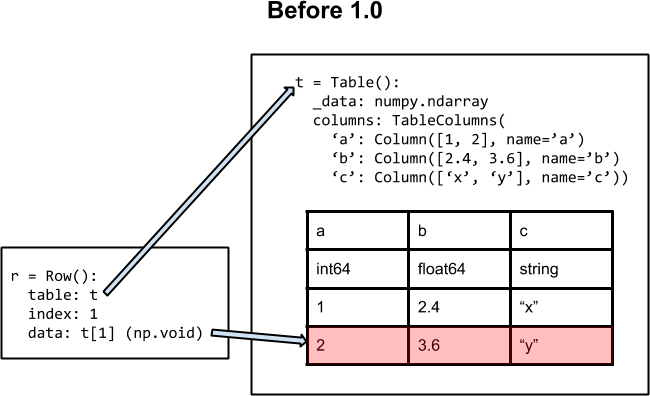 Before 1.0
t = Table():
_data: numpy.ndarray
columns: TableColumns(
‘a’: Column([1, 2], name=’a’)
‘b’: Column([2.4, 3.6], name=’b’)
‘c’: Column([‘x’, ‘y’], name=’c’))
a b c
int64 float64 string
1 2.4 “x”
2 3.6 “y”
r = Row():
table: t
index: 1
data: t[1] (np.void)